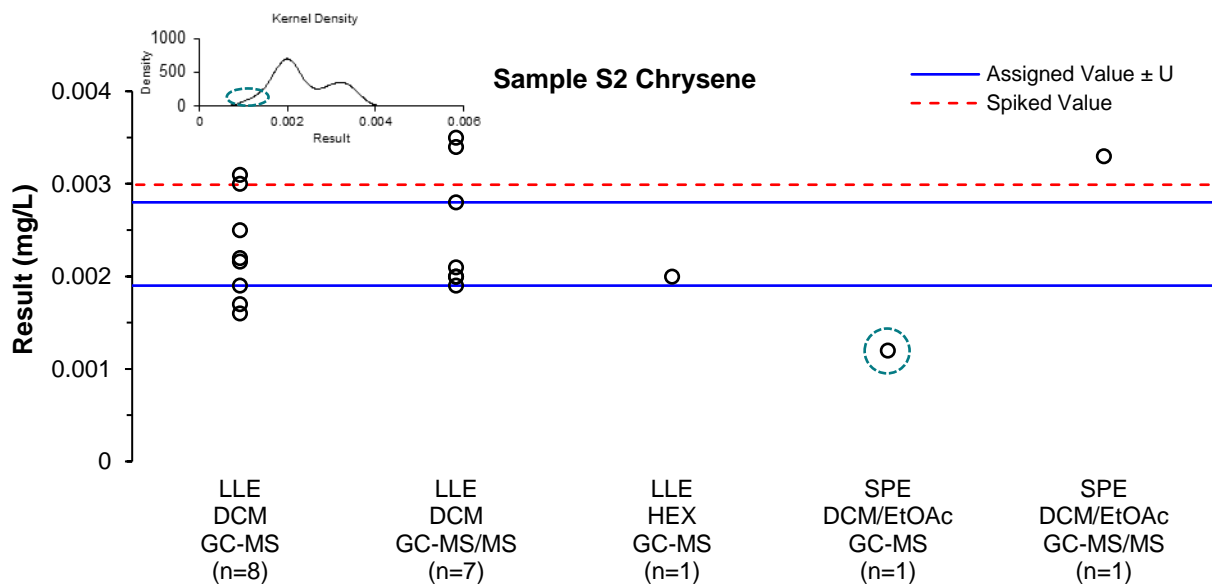 Kernel Density
1000
500
0
Density
0
0.002
0.004
0.006
Result
Sample S2 Chrysene
Assigned Value ± U
Spiked Value
0.004
0.003
0.002
0.001
0
Result (mg/L)
LLE
DCM
GC-MS
(n=8)
LLE
DCM
GC-MS/MS
(n=7)
LLE
HEX
GC-MS
(n=1)
SPE
DCM/EtOAc
GC-MS
(n=1)
SPE
DCM/EtOAc
GC-MS/MS
(n=1)